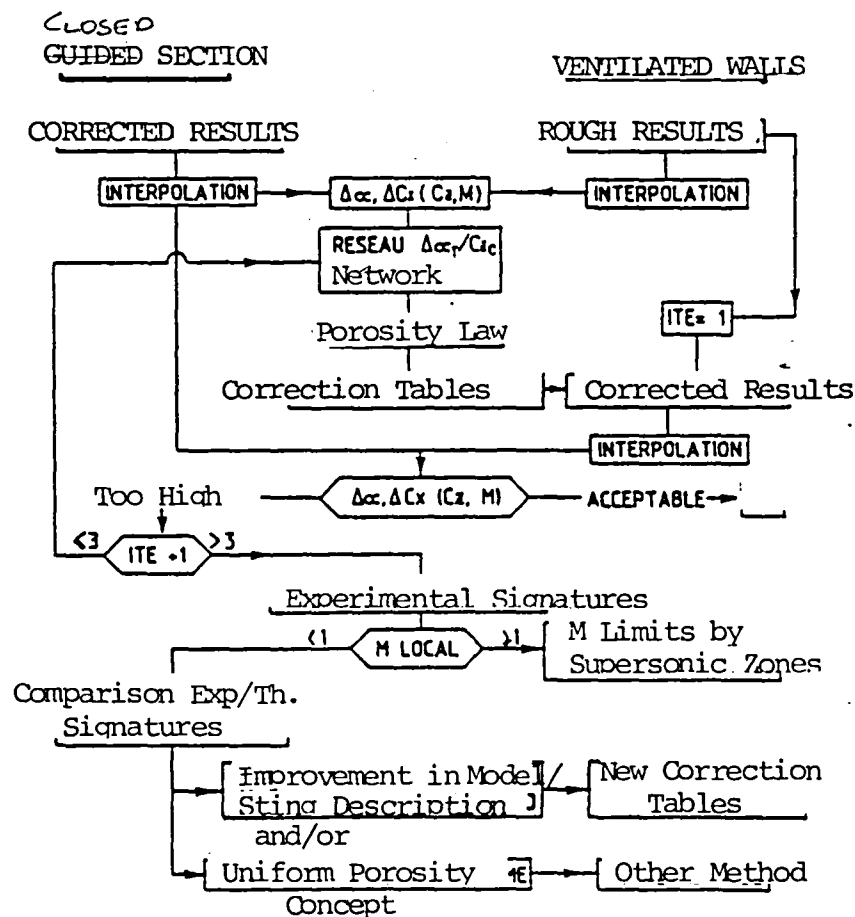 CLOSED
GUIDED SECTION
VENTILATED WALLS
CORRECTED RESULTS
ROUGH RESULTS
INTERPOLATION
Δα, ΔCx (Cz, M)
INTERPOLATION
RESEAU Δα
Network
ITE= 1
Porosity Law
Correction Tables
Corrected Results
INTERPOLATION
Too High
Δα, ΔCx (Cz, M)
ACCEPTABLE
<3
ITE +1
>3
Experimental Signatures
<1
M LOCAL
>1
M Limits by
Supersonic Zones
Comparison Exp/Th.
Signatures
Improvement in Model/
Sting Description
New Correction
Tables
and/or
Uniform Porosity
Other Method
Concept